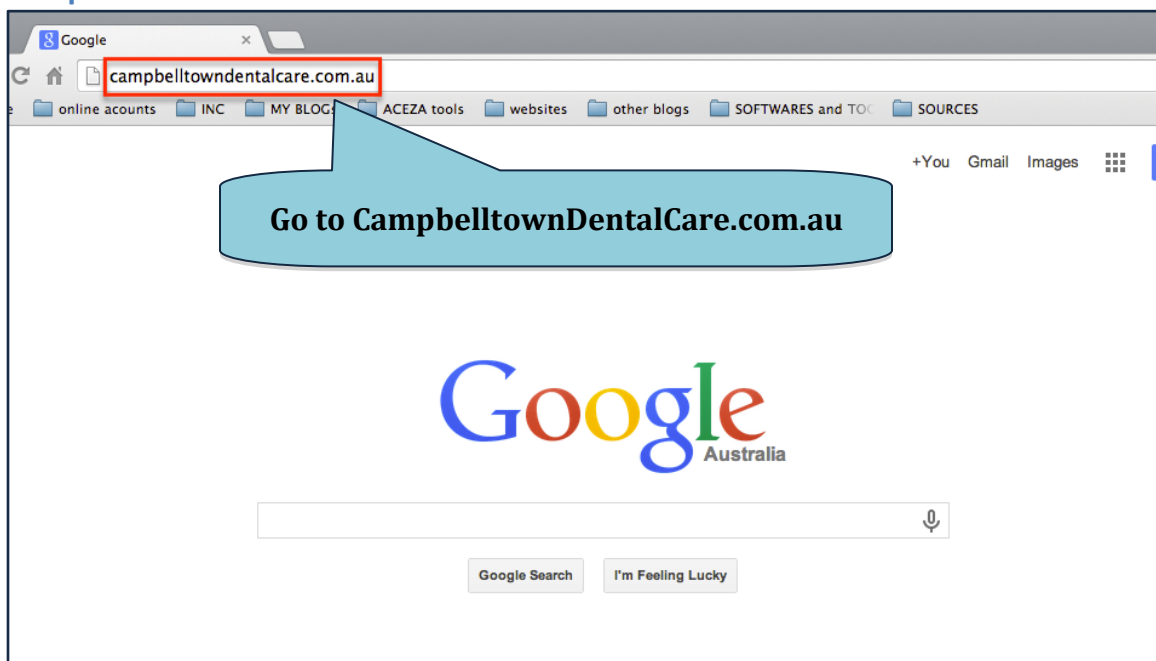 Google
campbelltowndentalcare.com.au
online acounts INC MY BLOGS ACEZA tools websites other blogs SOFTWARES and TOO SOURCES
+You Gmail Images
Go to CampbelltownDentalCare.com.au
Google
Australia
Google Search I'm Feeling Lucky